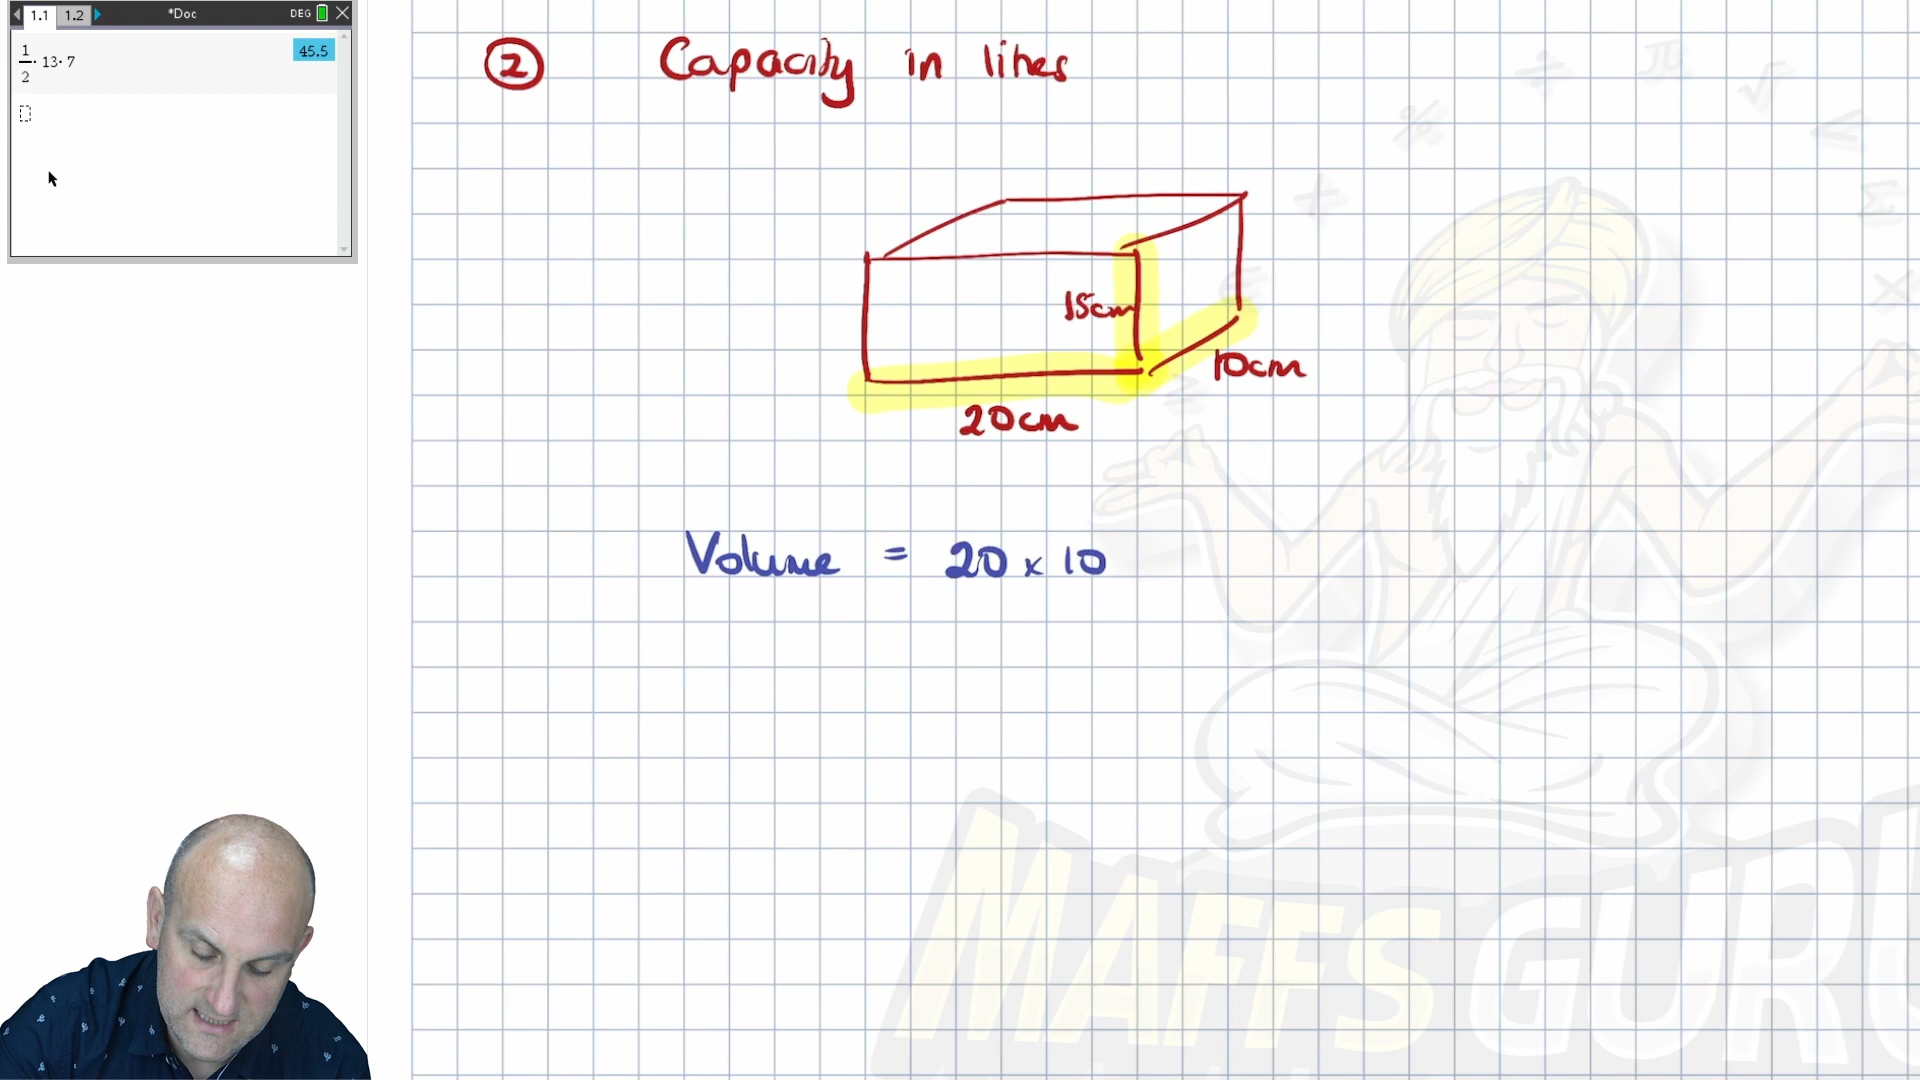 1.1 1.2 *Doc DEG
1/2 · 13 · 7 45.5
② Capacity in litres
15cm
10cm
20cm
Volume = 20 x 10
MAFFS GURU